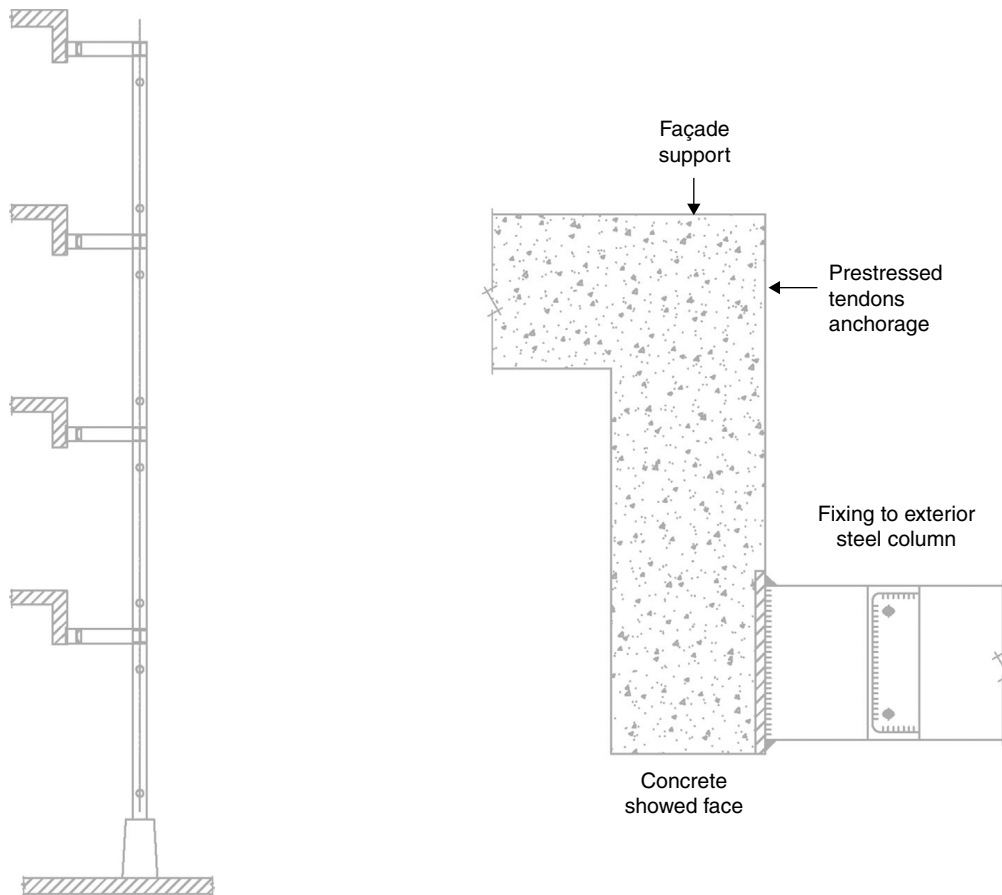 Façade
support
Prestressed
tendons
anchorage
Fixing to exterior
steel column
Concrete
showed face